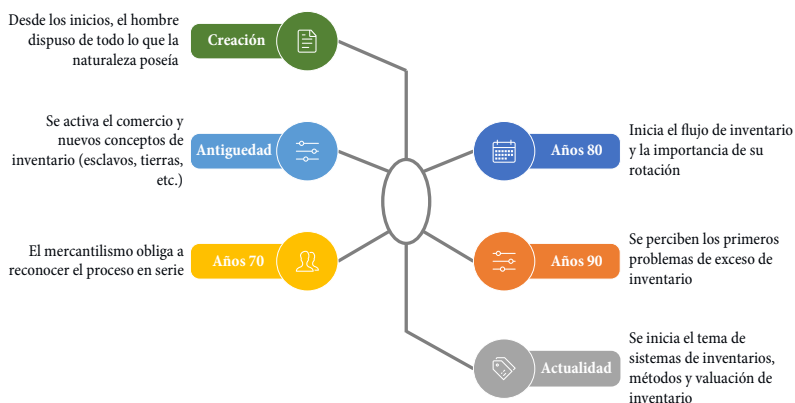 Desde los inicios, el hombre
dispuso de todo lo que la
naturaleza poseía
Creación
Se activa el comercio y
nuevos conceptos de
inventario (esclavos, tierras,
etc.)
Antiguedad
El mercantilismo obliga a
reconocer el proceso en serie
Años 70
Años 80
Inicia el flujo de inventario
y la importancia de su
rotación
Años 90
Se perciben los primeros
problemas de exceso de
inventario
Actualidad
Se inicia el tema de
sistemas de inventarios,
métodos y valuación de
inventario